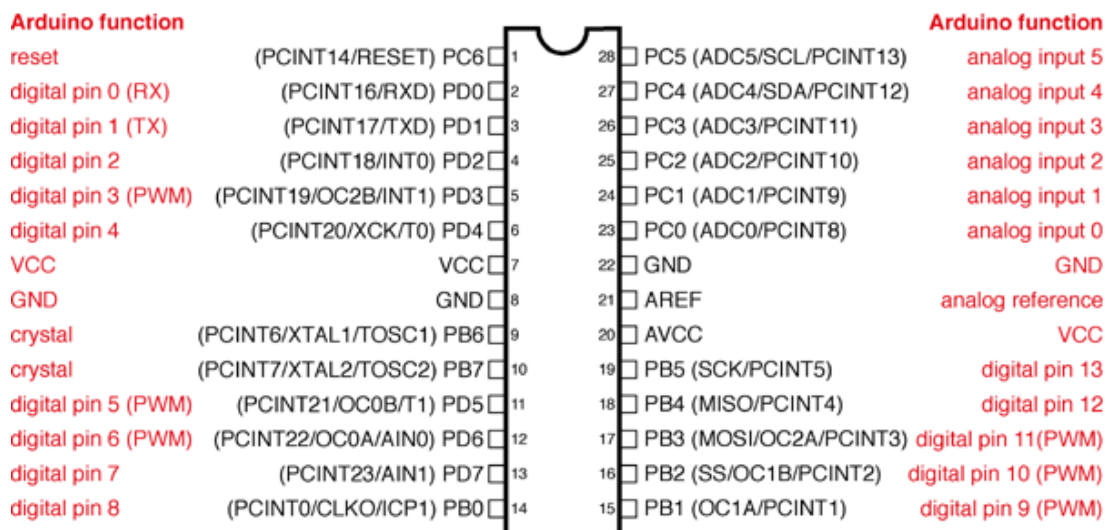 Arduino function Arduino function
reset (PCINT14/RESET) PC6 1 28 PC5 (ADC5/SCL/PCINT13) analog input 5
digital pin 0 (RX) (PCINT16/RXD) PD0 2 27 PC4 (ADC4/SDA/PCINT12) analog input 4
digital pin 1 (TX) (PCINT17/TXD) PD1 3 26 PC3 (ADC3/PCINT11) analog input 3
digital pin 2 (PCINT18/INT0) PD2 4 25 PC2 (ADC2/PCINT10) analog input 2
digital pin 3 (PWM) (PCINT19/OC2B/INT1) PD3 5 24 PC1 (ADC1/PCINT9) analog input 1
digital pin 4 (PCINT20/XCK/T0) PD4 6 23 PC0 (ADC0/PCINT8) analog input 0
VCC VCC 7 22 GND GND
GND GND 8 21 AREF analog reference
crystal (PCINT6/XTAL1/TOSC1) PB6 9 20 AVCC VCC
crystal (PCINT7/XTAL2/TOSC2) PB7 10 19 PB5 (SCK/PCINT5) digital pin 13
digital pin 5 (PWM) (PCINT21/OC0B/T1) PD5 11 18 PB4 (MISO/PCINT4) digital pin 12
digital pin 6 (PWM) (PCINT22/OC0A/AIN0) PD6 12 17 PB3 (MOSI/OC2A/PCINT3) digital pin 11(PWM)
digital pin 7 (PCINT23/AIN1) PD7 13 16 PB2 (SS/OC1B/PCINT2) digital pin 10 (PWM)
digital pin 8 (PCINT0/CLKO/ICP1) PB0 14 15 PB1 (OC1A/PCINT1) digital pin 9 (PWM)